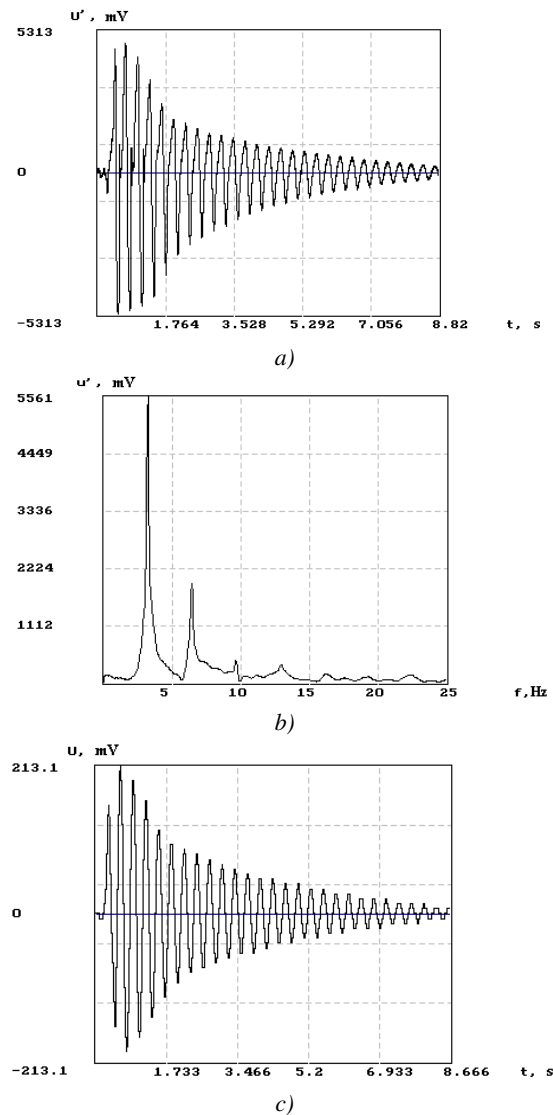 U', mV
5313
0
-5313
1.764 3.528 5.292 7.056 8.82 t, s
a)
U', mV
5561
4449
3336
2224
1112
5 10 15 20 25 f,Hz
b)
U, mV
213.1
0
-213.1
1.733 3.466 5.2 6.933 8.666 t, s
c)